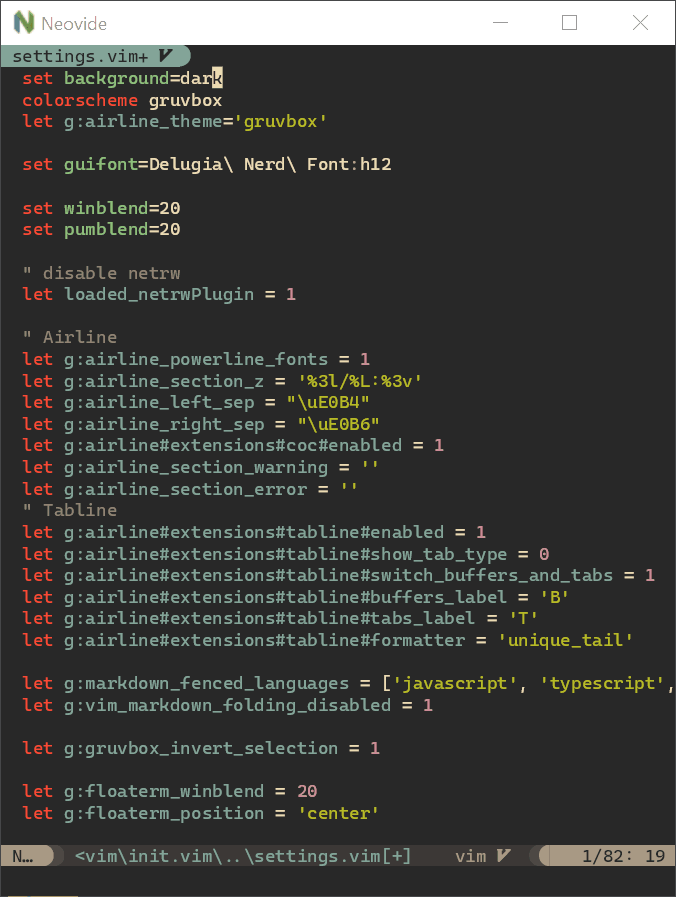 Neovide
settings.vim+
set background=dark
colorscheme gruvbox
let g:airline_theme='gruvbox'
set guifont=Delugia\ Nerd\ Font:h12
set winblend=20
set pumblend=20
" disable netrw
let loaded_netrwPlugin = 1
" Airline
let g:airline_powerline_fonts = 1
let g:airline_section_z = '%3l/%L:%3v'
let g:airline_left_sep = "\uE0B4"
let g:airline_right_sep = "\uE0B6"
let g:airline#extensions#coc#enabled = 1
let g:airline_section_warning = ''
let g:airline_section_error = ''
" Tabline
let g:airline#extensions#tabline#enabled = 1
let g:airline#extensions#tabline#show_tab_type = 0
let g:airline#extensions#tabline#switch_buffers_and_tabs = 1
let g:airline#extensions#tabline#buffers_label = 'B'
let g:airline#extensions#tabline#tabs_label = 'T'
let g:airline#extensions#tabline#formatter = 'unique_tail'
let g:markdown_fenced_languages = ['javascript', 'typescript',
let g:vim_markdown_folding_disabled = 1
let g:gruvbox_invert_selection = 1
let g:floaterm_winblend = 20
let g:floaterm_position = 'center'
N… <vim\init.vim\..\settings.vim[+] vim 1/82: 19